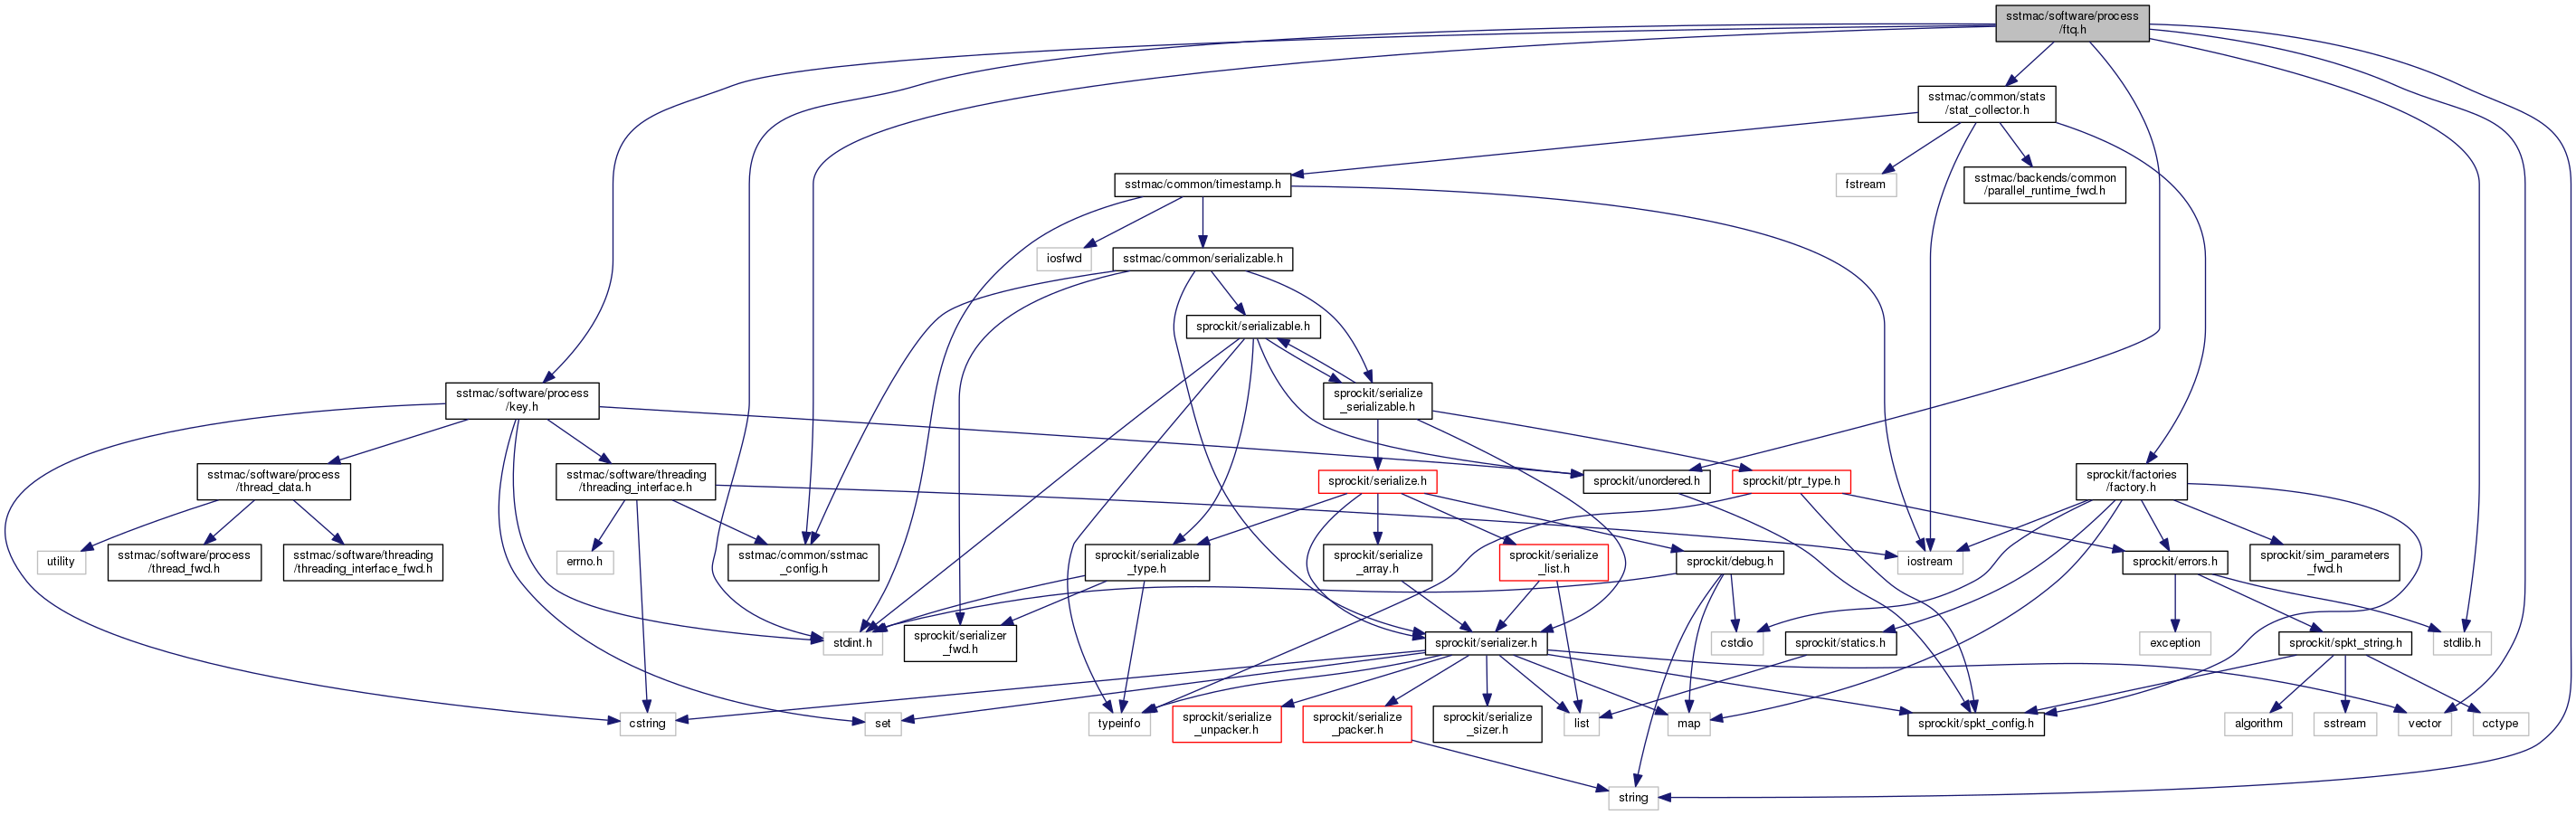 sstmac/software/process
/ftq.h
sstmac/common/stats
/stat_collector.h
sstmac/common/timestamp.h
fstream
sstmac/backends/common
/parallel_runtime_fwd.h
iosfwd
sstmac/common/serializable.h
sprockit/serializable.h
sstmac/software/process
/key.h
sprockit/serialize
_serializable.h
sstmac/software/process
/thread_data.h
sstmac/software/threading
/threading_interface.h
sprockit/serialize.h
sprockit/unordered.h
sprockit/ptr_type.h
sprockit/factories
/factory.h
utility
sstmac/software/process
/thread_fwd.h
sstmac/software/threading
/threading_interface_fwd.h
errno.h
sstmac/common/sstmac
_config.h
sprockit/serializable
_type.h
sprockit/serialize
_array.h
sprockit/serialize
_list.h
sprockit/debug.h
iostream
sprockit/errors.h
sprockit/sim_parameters
_fwd.h
stdint.h
sprockit/serializer
_fwd.h
sprockit/serializer.h
cstdio
sprockit/statics.h
exception
sprockit/spkt_string.h
stdlib.h
cstring
set
typeinfo
sprockit/serialize
_unpacker.h
sprockit/serialize
_packer.h
sprockit/serialize
_sizer.h
list
map
sprockit/spkt_config.h
algorithm
sstream
vector
cctype
string